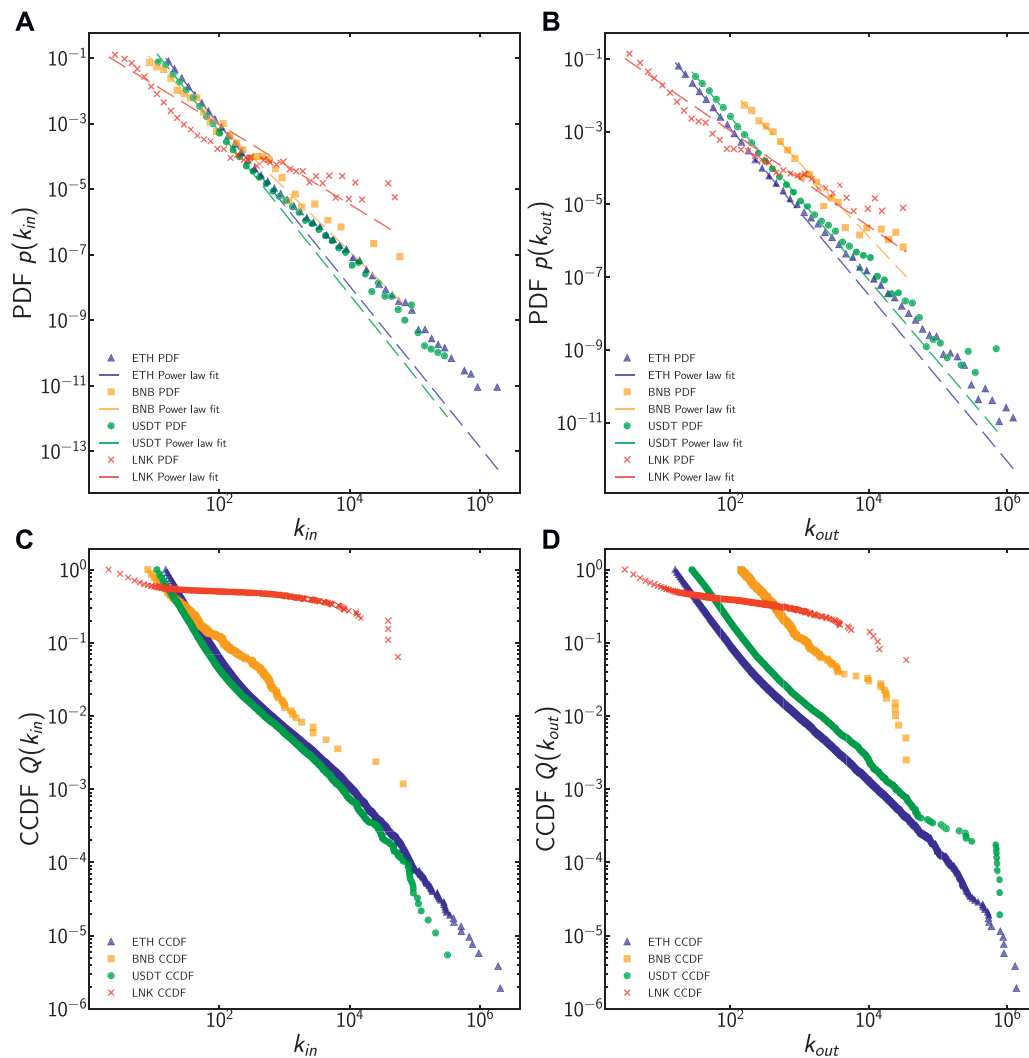 A
PDF p(k_in)
10^-1
10^-3
10^-5
10^-7
10^-9
10^-11
10^-13
ETH PDF
ETH Power law fit
BNB PDF
BNB Power law fit
USDT PDF
USDT Power law fit
LNK PDF
LNK Power law fit
10^2
10^4
10^6
k_in
B
PDF p(k_out)
10^-1
10^-3
10^-5
10^-7
10^-9
10^-11
ETH PDF
ETH Power law fit
BNB PDF
BNB Power law fit
USDT PDF
USDT Power law fit
LNK PDF
LNK Power law fit
10^2
10^4
10^6
k_out
C
CCDF Q(k_in)
10^0
10^-1
10^-2
10^-3
10^-4
10^-5
10^-6
ETH CCDF
BNB CCDF
USDT CCDF
LNK CCDF
10^2
10^4
10^6
k_in
D
CCDF Q(k_out)
10^0
10^-1
10^-2
10^-3
10^-4
10^-5
10^-6
ETH CCDF
BNB CCDF
USDT CCDF
LNK CCDF
10^2
10^4
10^6
k_out